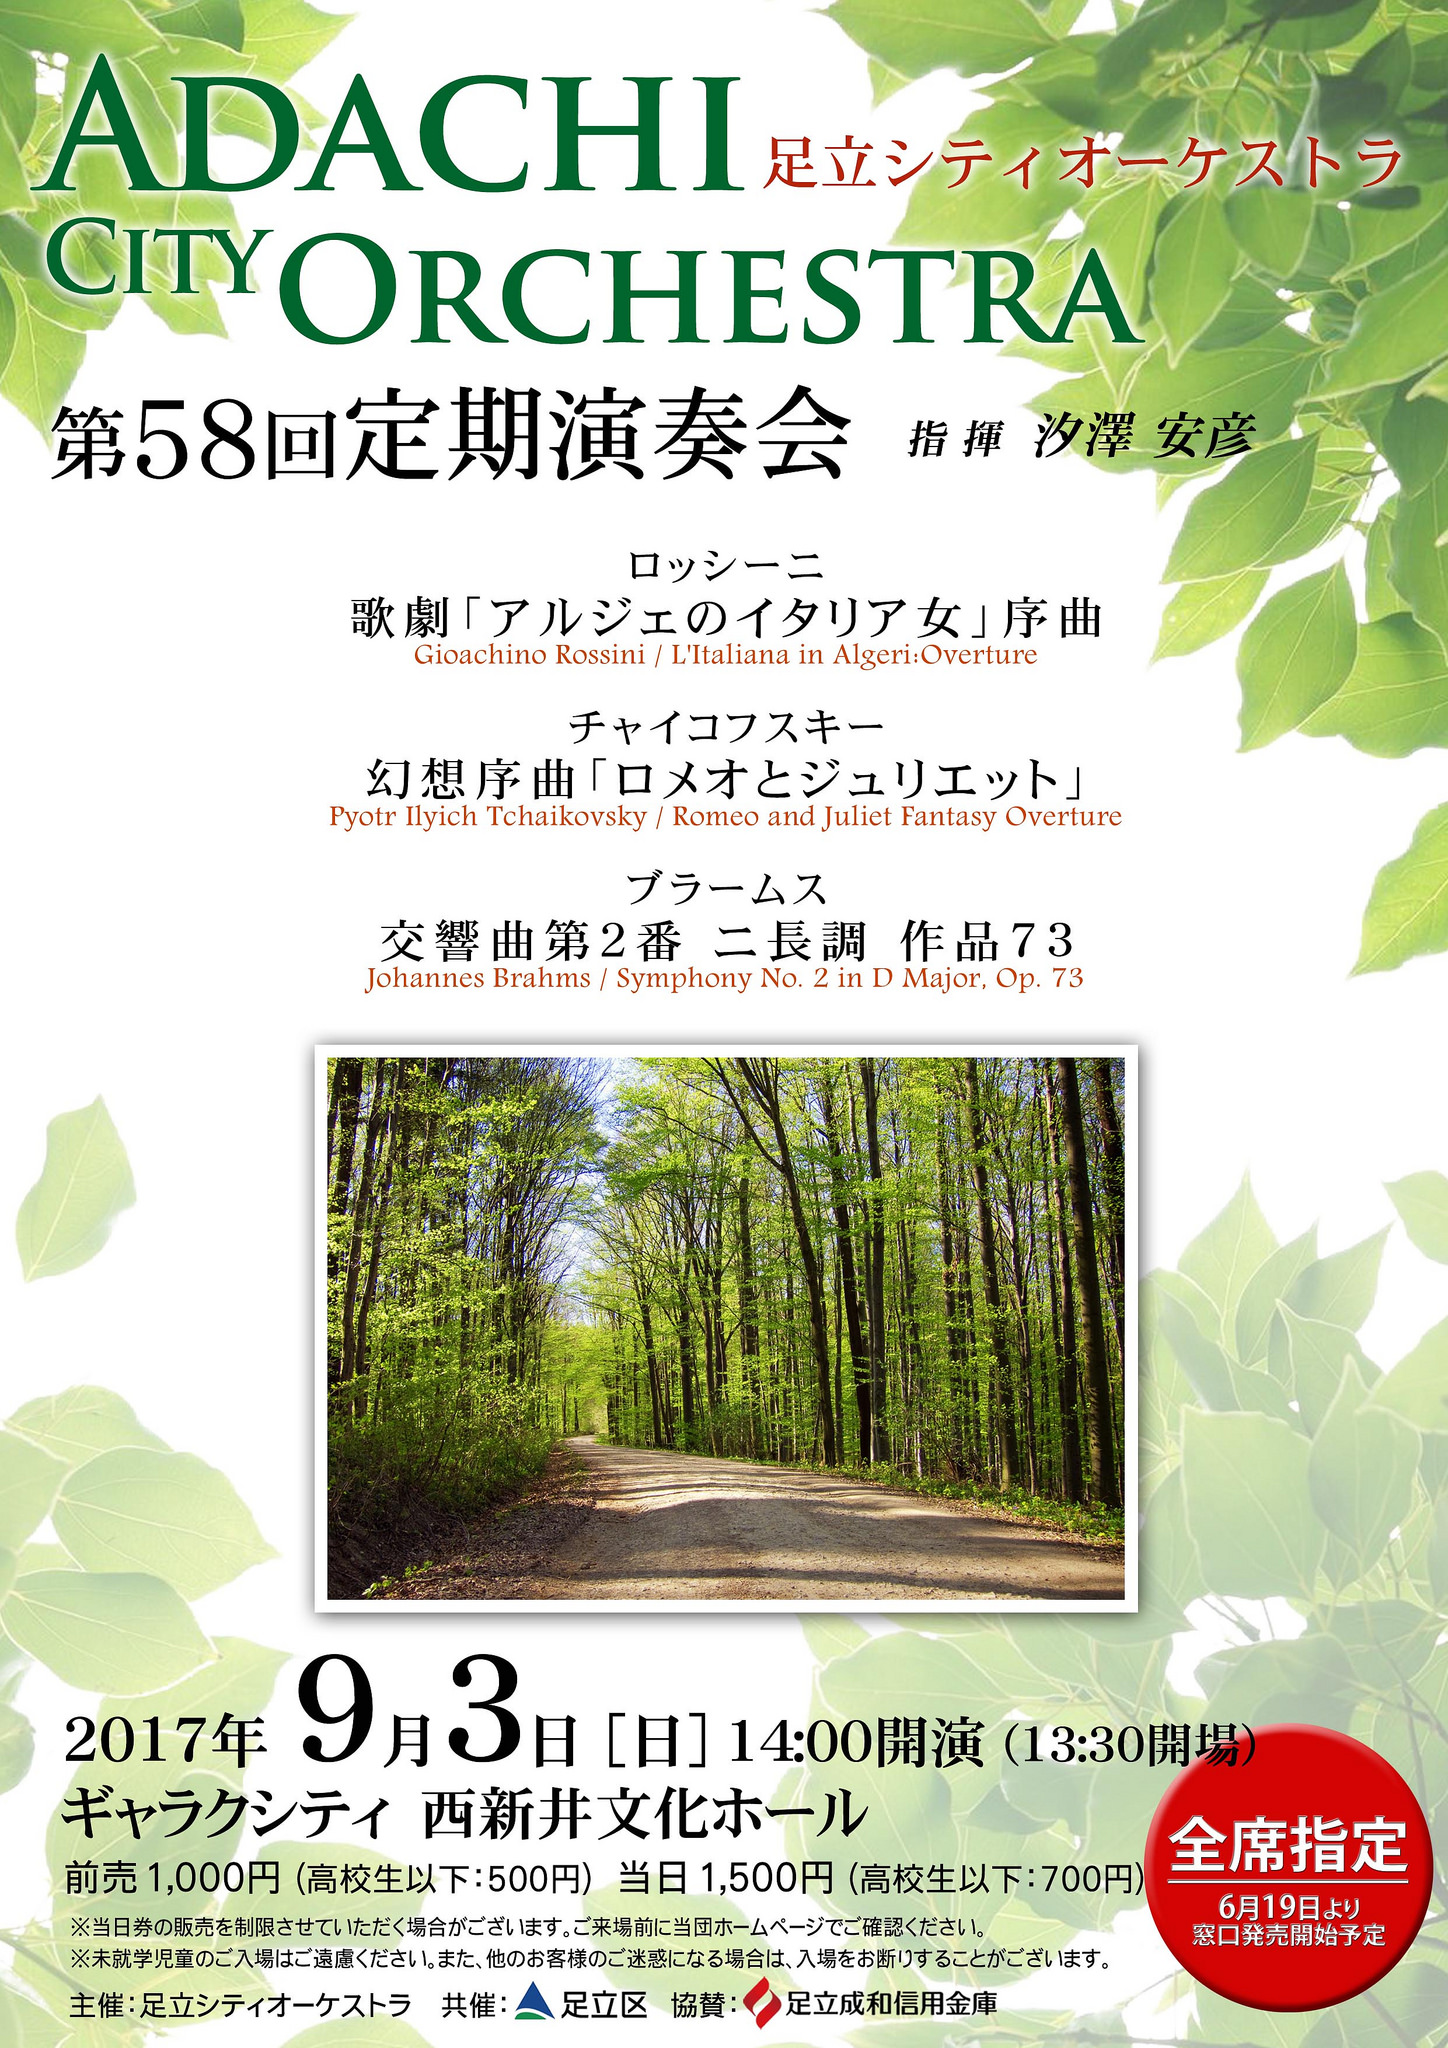 ADACHI
足立シティオーケストラ
CITY ORCHESTRA
第58回定期演奏会 指揮 汐澤 安彦
ロッシーニ
歌劇「アルジェのイタリア女」序曲
Gioachino Rossini / L'Italiana in Algeri:Overture
チャイコフスキー
幻想序曲「ロメオとジュリエット」
Pyotr Ilyich Tchaikovsky / Romeo and Juliet Fantasy Overture
ブラームス
交響曲第2番 ニ長調 作品73
Johannes Brahms / Symphony No. 2 in D Major, Op. 73
2017年 9月3日［日］14:00開演（13:30開場）
ギャラクシティ 西新井文化ホール
前売 1,000円（高校生以下：500円） 当日 1,500円（高校生以下：700円）
※当日券の販売を制限させていただく場合がございます。ご来場前に当団ホームページでご確認ください。
※未就学児童のご入場はご遠慮ください。また、他のお客様のご迷惑になる場合は、入場をお断りすることがございます。
主催：足立シティオーケストラ 共催：足立区 協賛：足立成和信用金庫
全席指定
6月19日より
窓口発売開始予定